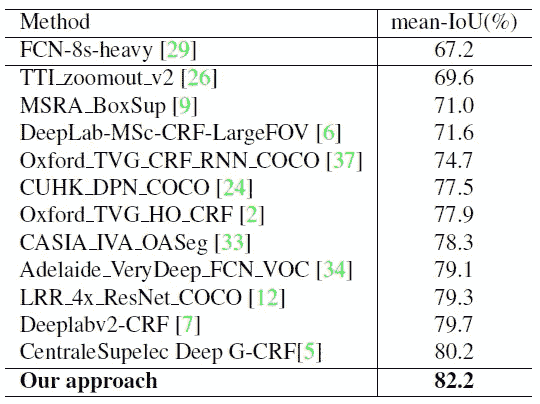 Method mean-IoU(%)
FCN-8s-heavy [29] 67.2
TTI_zoomout_v2 [26] 69.6
MSRA_BoxSup [9] 71.0
DeepLab-MSc-CRF-LargeFOV [6] 71.6
Oxford_TVG_CRF_RNN_COCO [37] 74.7
CUHK_DPN_COCO [24] 77.5
Oxford_TVG_HO_CRF [2] 77.9
CASIA_IVA_OASeg [33] 78.3
Adelaide_VeryDeep_FCN_VOC [34] 79.1
LRR_4x_ResNet_COCO [12] 79.3
Deeplabv2-CRF [7] 79.7
CentraleSupelec Deep G-CRF[5] 80.2
Our approach 82.2